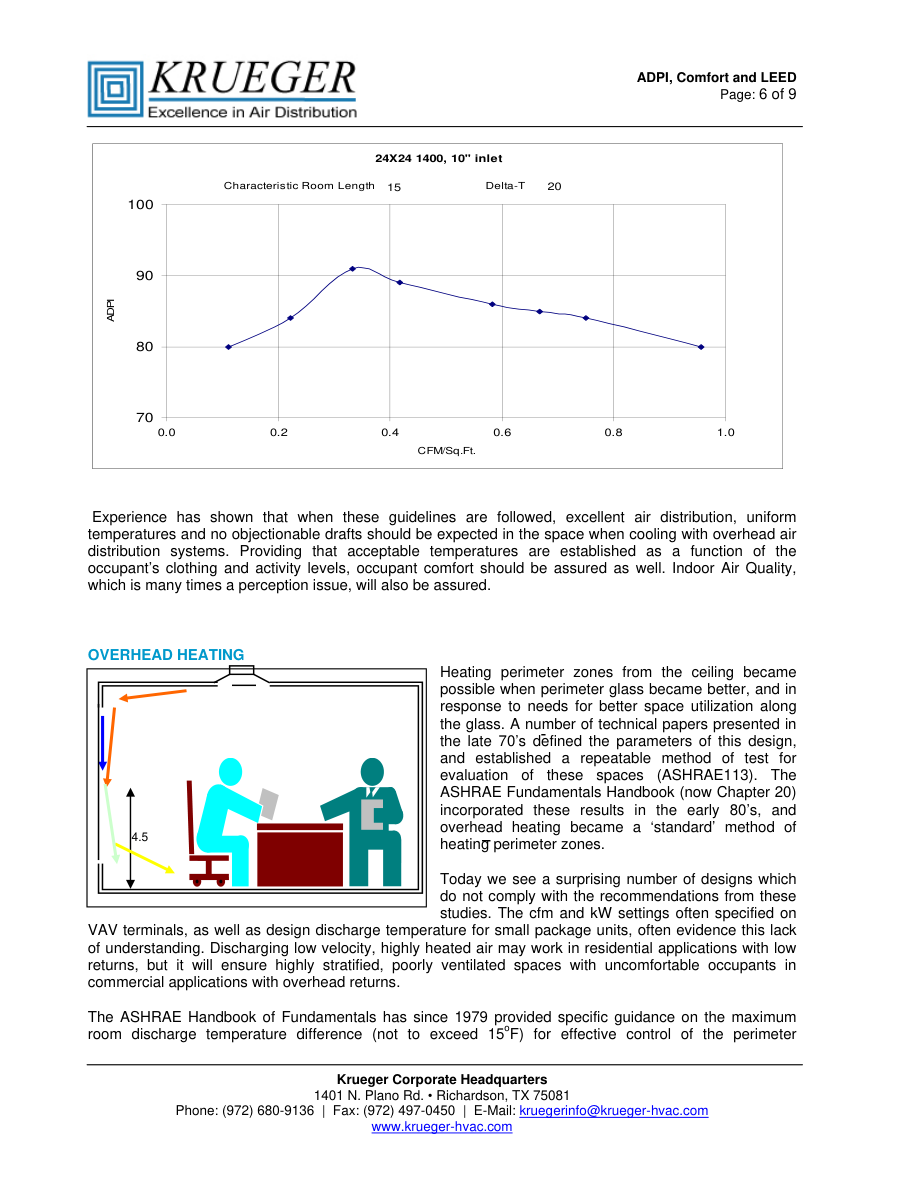 KRUEGER
Excellence in Air Distribution
ADPI, Comfort and LEED
Page: 6 of 9
24X24 1400, 10" inlet
Characteristic Room Length 15 Delta-T 20
100
90
80
70
ADPI
0.0 0.2 0.4 0.6 0.8 1.0
CFM/Sq.Ft.
Experience has shown that when these guidelines are followed, excellent air distribution, uniform
temperatures and no objectionable drafts should be expected in the space when cooling with overhead air
distribution systems. Providing that acceptable temperatures are established as a function of the
occupant's clothing and activity levels, occupant comfort should be assured as well. Indoor Air Quality,
which is many times a perception issue, will also be assured.
OVERHEAD HEATING
4.5
Heating perimeter zones from the ceiling became
possible when perimeter glass became better, and in
response to needs for better space utilization along
the glass. A number of technical papers presented in
the late 70's defined the parameters of this design,
and established a repeatable method of test for
evaluation of these spaces (ASHRAE113). The
ASHRAE Fundamentals Handbook (now Chapter 20)
incorporated these results in the early 80's, and
overhead heating became a 'standard' method of
heating perimeter zones.
Today we see a surprising number of designs which
do not comply with the recommendations from these
studies. The cfm and kW settings often specified on
VAV terminals, as well as design discharge temperature for small package units, often evidence this lack
of understanding. Discharging low velocity, highly heated air may work in residential applications with low
returns, but it will ensure highly stratified, poorly ventilated spaces with uncomfortable occupants in
commercial applications with overhead returns.
The ASHRAE Handbook of Fundamentals has since 1979 provided specific guidance on the maximum
room discharge temperature difference (not to exceed 15°F) for effective control of the perimeter
Krueger Corporate Headquarters
1401 N. Plano Rd. • Richardson, TX 75081
Phone: (972) 680-9136 | Fax: (972) 497-0450 | E-Mail: kruegerinfo@krueger-hvac.com
www.krueger-hvac.com